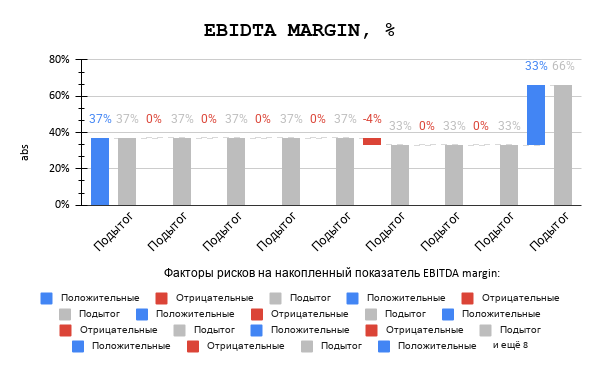 EBIDTA MARGIN, %
80%
60%
40%
20%
0%
abs
37% 37% 0% 37% 0% 37% 0% 37% 0% 37% -4% 33% 0% 33% 0% 33% 33% 66%
Подытог Подытог Подытог Подытог Подытог Подытог Подытог Подытог Подытог
Факторы рисков на накопленный показатель EBITDA margin:
Положительные Отрицательные Подытог Положительные Отрицательные
Подытог Положительные Отрицательные Подытог Положительные
Отрицательные Подытог Положительные Отрицательные Подытог
Положительные Отрицательные Подытог Положительные и ещё 8